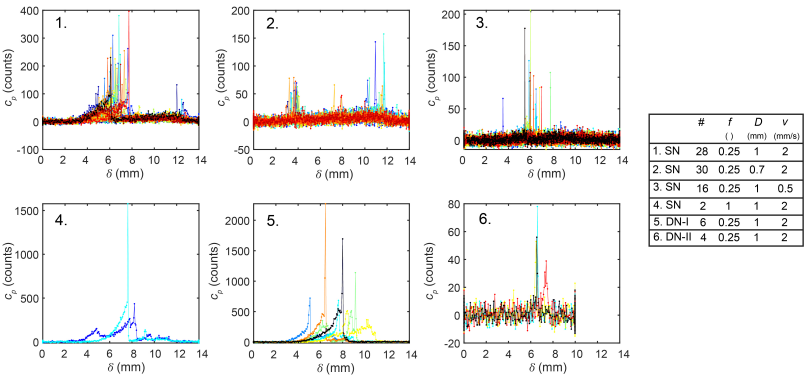 1.
400
300
200
100
0
-100
c_p (counts)
0 2 4 6 8 10 12 14
δ (mm)
2.
200
150
100
50
0
-50
c_p (counts)
0 2 4 6 8 10 12 14
δ (mm)
3.
200
150
100
50
0
c_p (counts)
0 2 4 6 8 10 12 14
δ (mm)
4.
1500
1000
500
0
c_p (counts)
0 2 4 6 8 10 12 14
δ (mm)
5.
2000
1500
1000
500
0
c_p (counts)
0 2 4 6 8 10 12 14
δ (mm)
6.
80
60
40
20
0
-20
c_p (counts)
0 2 4 6 8 10 12 14
δ (mm)
# f D v
( ) (mm) (mm/s)
1. SN 28 0.25 1 2
2. SN 30 0.25 0.7 2
3. SN 16 0.25 1 0.5
4. SN 2 1 1 2
5. DN-I 6 0.25 1 2
6. DN-II 4 0.25 1 2